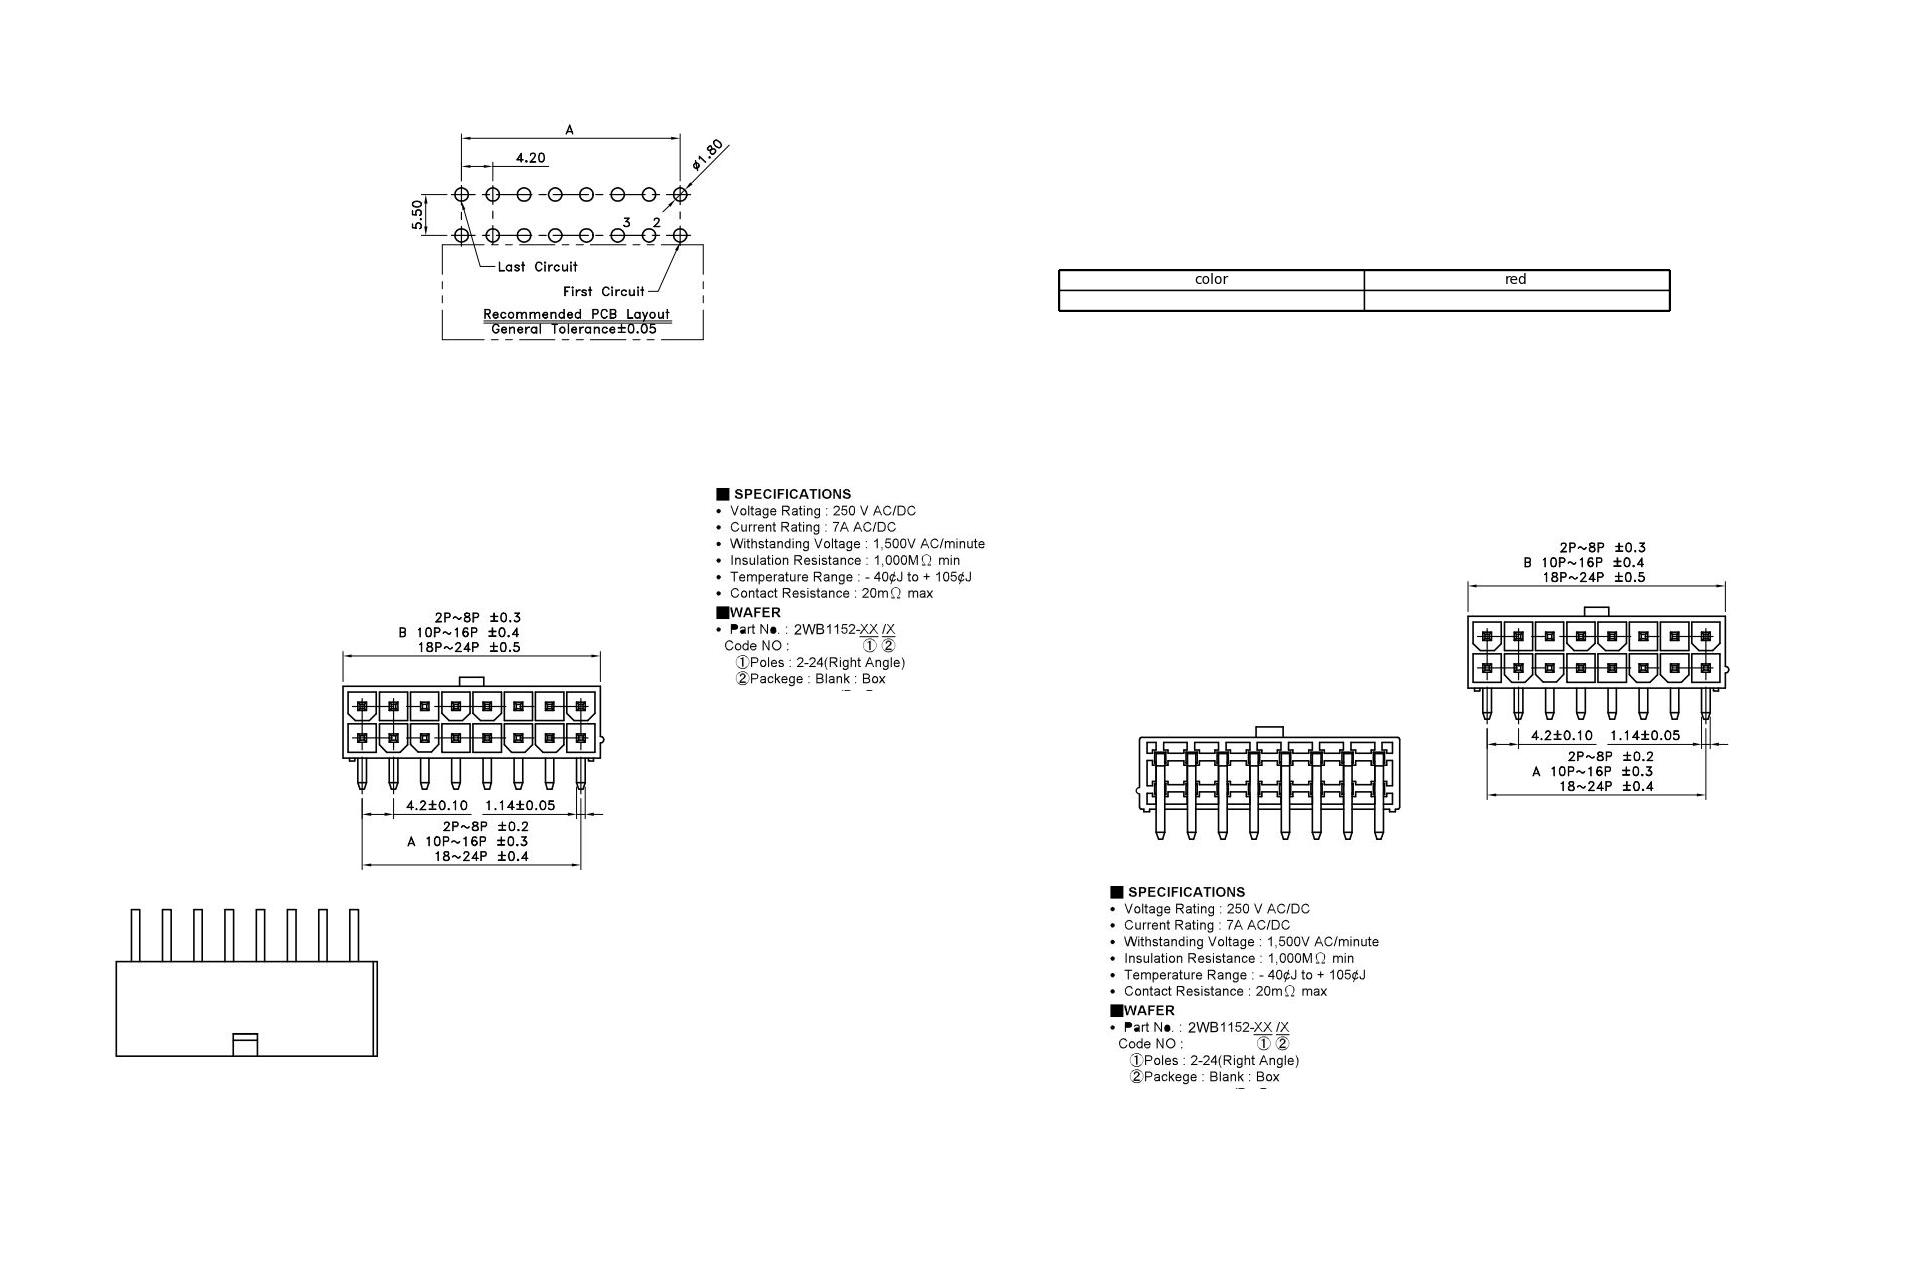 A
4.20
ø1.80
5.50
3 2
Last Circuit
First Circuit
Recommended PCB Layout
General Tolerance±0.05
color red
■ SPECIFICATIONS
• Voltage Rating : 250 V AC/DC
• Current Rating : 7A AC/DC
• Withstanding Voltage : 1,500V AC/minute
• Insulation Resistance : 1,000MΩ min
• Temperature Range : - 40¢J to + 105¢J
• Contact Resistance : 20mΩ max
■WAFER
• Part No. : 2WB1152-XX /X
Code NO : ① ②
①Poles : 2-24(Right Angle)
②Packege : Blank : Box
2P~8P ±0.3
B 10P~16P ±0.4
18P~24P ±0.5
4.2±0.10 1.14±0.05
2P~8P ±0.2
A 10P~16P ±0.3
18~24P ±0.4
2P~8P ±0.3
B 10P~16P ±0.4
18P~24P ±0.5
4.2±0.10 1.14±0.05
2P~8P ±0.2
A 10P~16P ±0.3
18~24P ±0.4
■ SPECIFICATIONS
• Voltage Rating : 250 V AC/DC
• Current Rating : 7A AC/DC
• Withstanding Voltage : 1,500V AC/minute
• Insulation Resistance : 1,000MΩ min
• Temperature Range : - 40¢J to + 105¢J
• Contact Resistance : 20mΩ max
■WAFER
• Part No. : 2WB1152-XX /X
Code NO : ① ②
①Poles : 2-24(Right Angle)
②Packege : Blank : Box